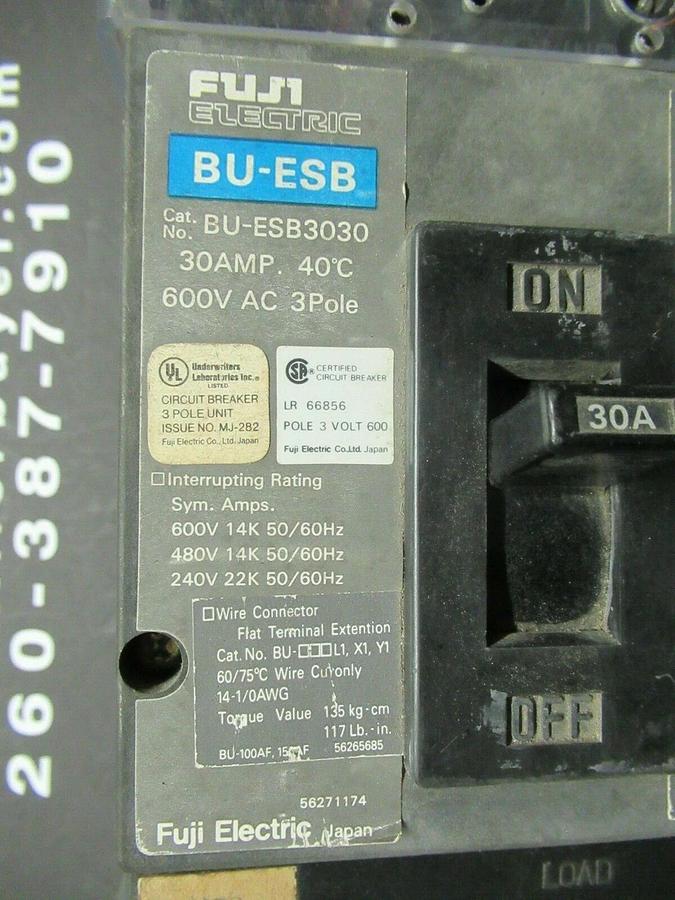 FUJI
ELECTRIC
BU-ESB
Cat. No. BU-ESB3030
30AMP. 40°C
600V AC 3Pole
UL
Underwriters
Laboratories Inc.®
LISTED
CIRCUIT BREAKER
3 POLE UNIT
ISSUE NO. MJ-282
Fuji Electric Co., Ltd. Japan
SA® CERTIFIED
CIRCUIT BREAKER
LR 66856
POLE 3 VOLT 600
Fuji Electric Co.Ltd. Japan
□Interrupting Rating
Sym. Amps.
600V 14K 50/60Hz
480V 14K 50/60Hz
240V 22K 50/60Hz
□Wire Connector
Flat Terminal Extention
Cat. No. BU-□□□L1, X1, Y1
60/75°C Wire Cu only
14-1/0AWG
Torque Value 135 kg-cm
117 Lb.-in.
BU-100AF, 150AF 56265685
56271174
Fuji Electric Japan
ON
30A
OFF
LOAD
260-387-7910